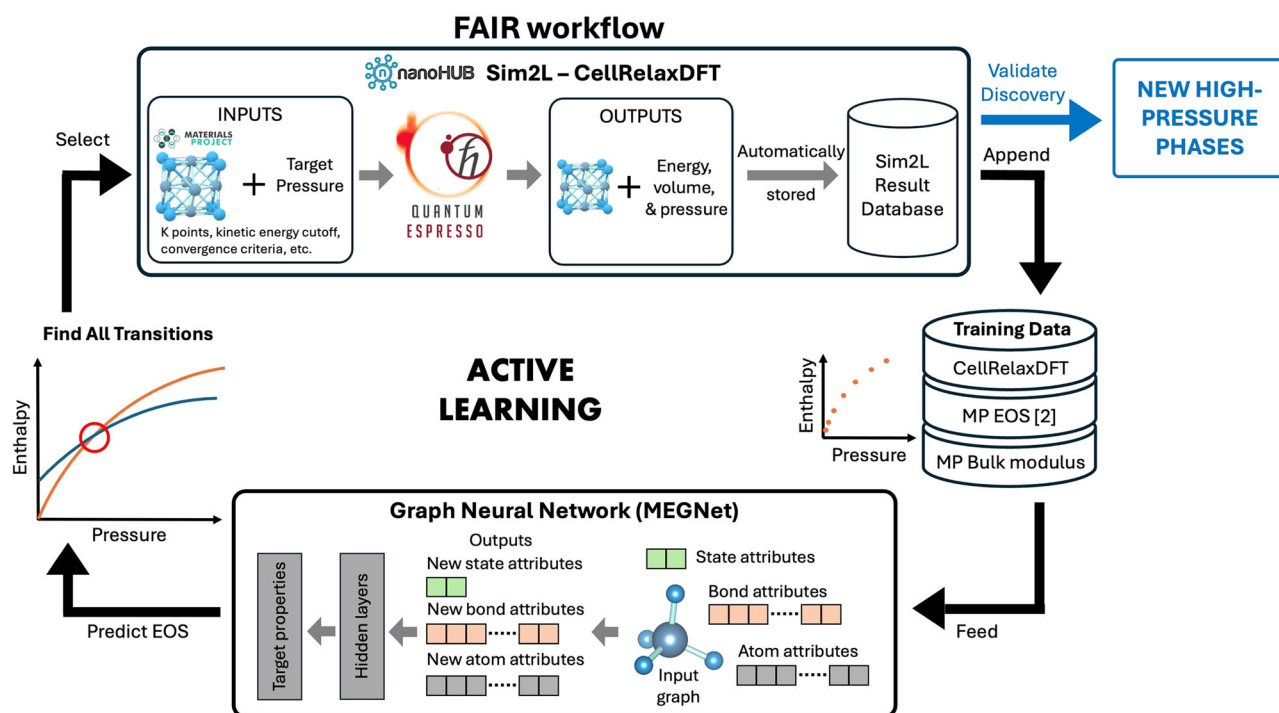 FAIR workflow
nanoHUB Sim2L – CellRelaxDFT
INPUTS
MATERIALS
PROJECT
+
Target
Pressure
K points, kinetic energy cutoff,
convergence criteria, etc.
ħ
QUANTUM
ESPRESSO
OUTPUTS
+
Energy,
volume,
& pressure
Automatically
stored
Sim2L
Result
Database
Validate
Discovery
NEW HIGH-
PRESSURE
PHASES
Select
Append
Find All Transitions
Enthalpy
Pressure
ACTIVE
LEARNING
Enthalpy
Pressure
Training Data
CellRelaxDFT
MP EOS [2]
MP Bulk modulus
Graph Neural Network (MEGNet)
Target properties
Hidden layers
Outputs
New state attributes
New bond attributes
New atom attributes
State attributes
Bond attributes
Atom attributes
Input
graph
Predict EOS
Feed